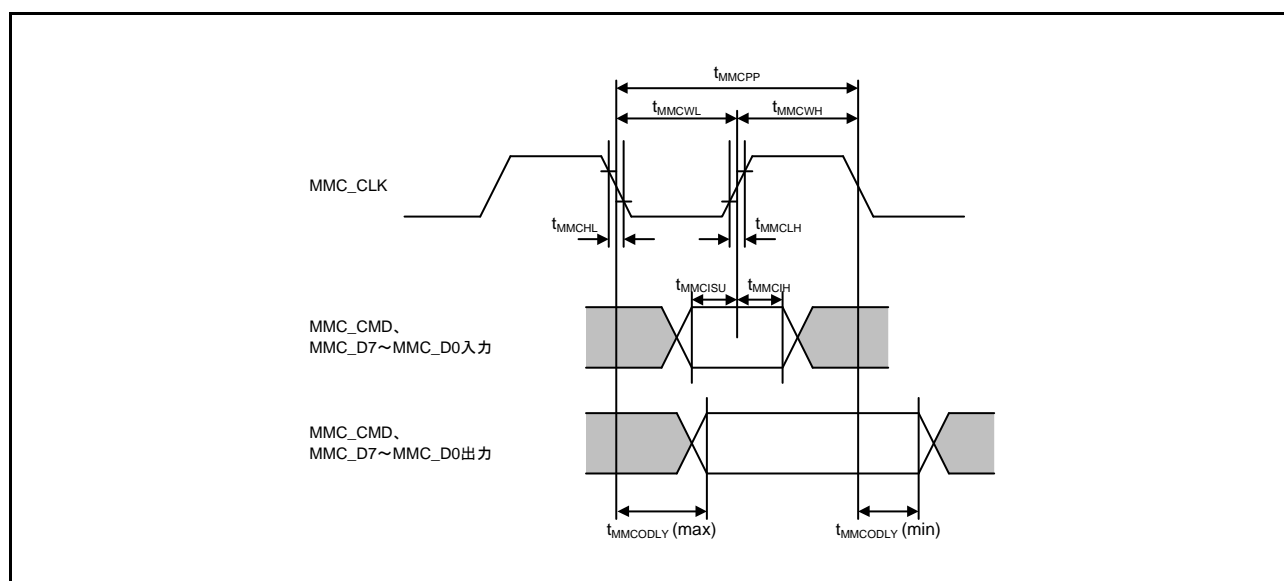 tMMCPP
tMMCWL
tMMCWH
MMC_CLK
tMMCHL
tMMCLH
tMMCISU
tMMCIH
MMC_CMD、
MMC_D7～MMC_D0入力
MMC_CMD、
MMC_D7～MMC_D0出力
tMMCODLY (max)
tMMCODLY (min)